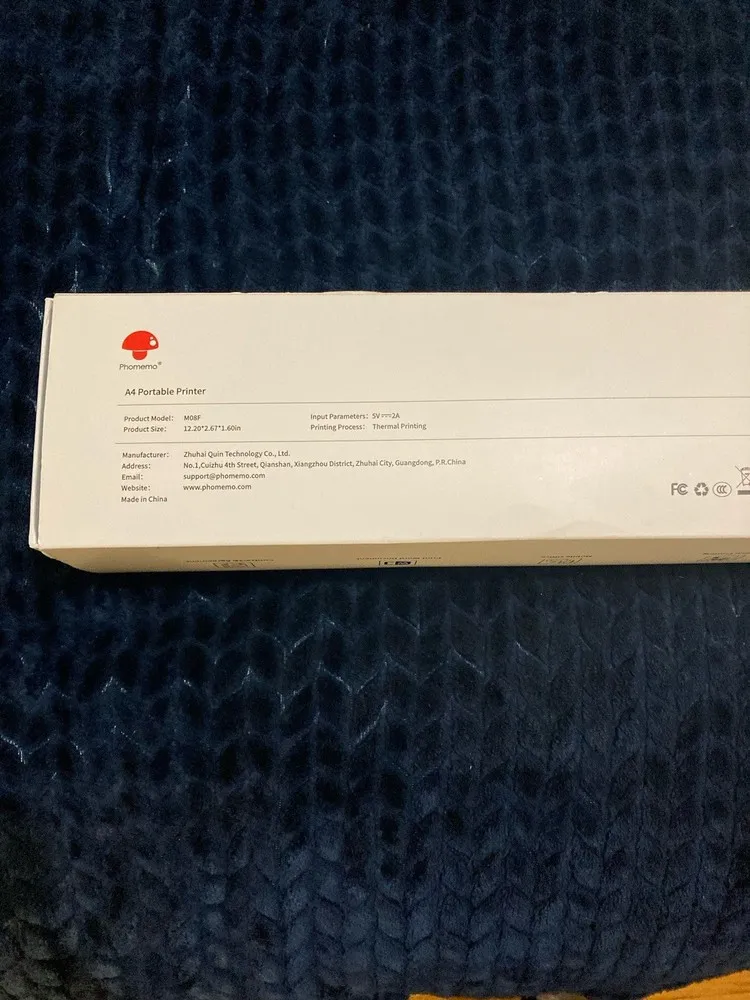 Phomemo®
A4 Portable Printer
Product Model: M08F
Input Parameters: 5V⎓2A
Product Size: 12.20*2.67*1.60in
Printing Process: Thermal Printing
Manufacturer: Zhuhai Quin Technology Co., Ltd.
Address: No.1,Cuizhu 4th Street, Qianshan, Xiangzhou District, Zhuhai City, Guangdong, P.R.China
Email: support@phomemo.com
Website: www.phomemo.com
Made in China
FC
CCC